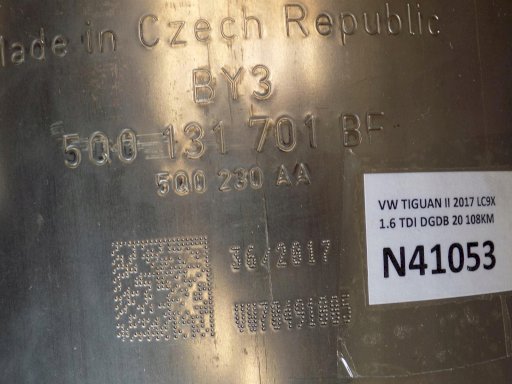 Made in Czech Republic
BY3
5Q0 131 701 BF
5Q0 230 AA
36/2017
VW TIGUAN II 2017 LC9X
1.6 TDI DGDB 20 108KM
N41053